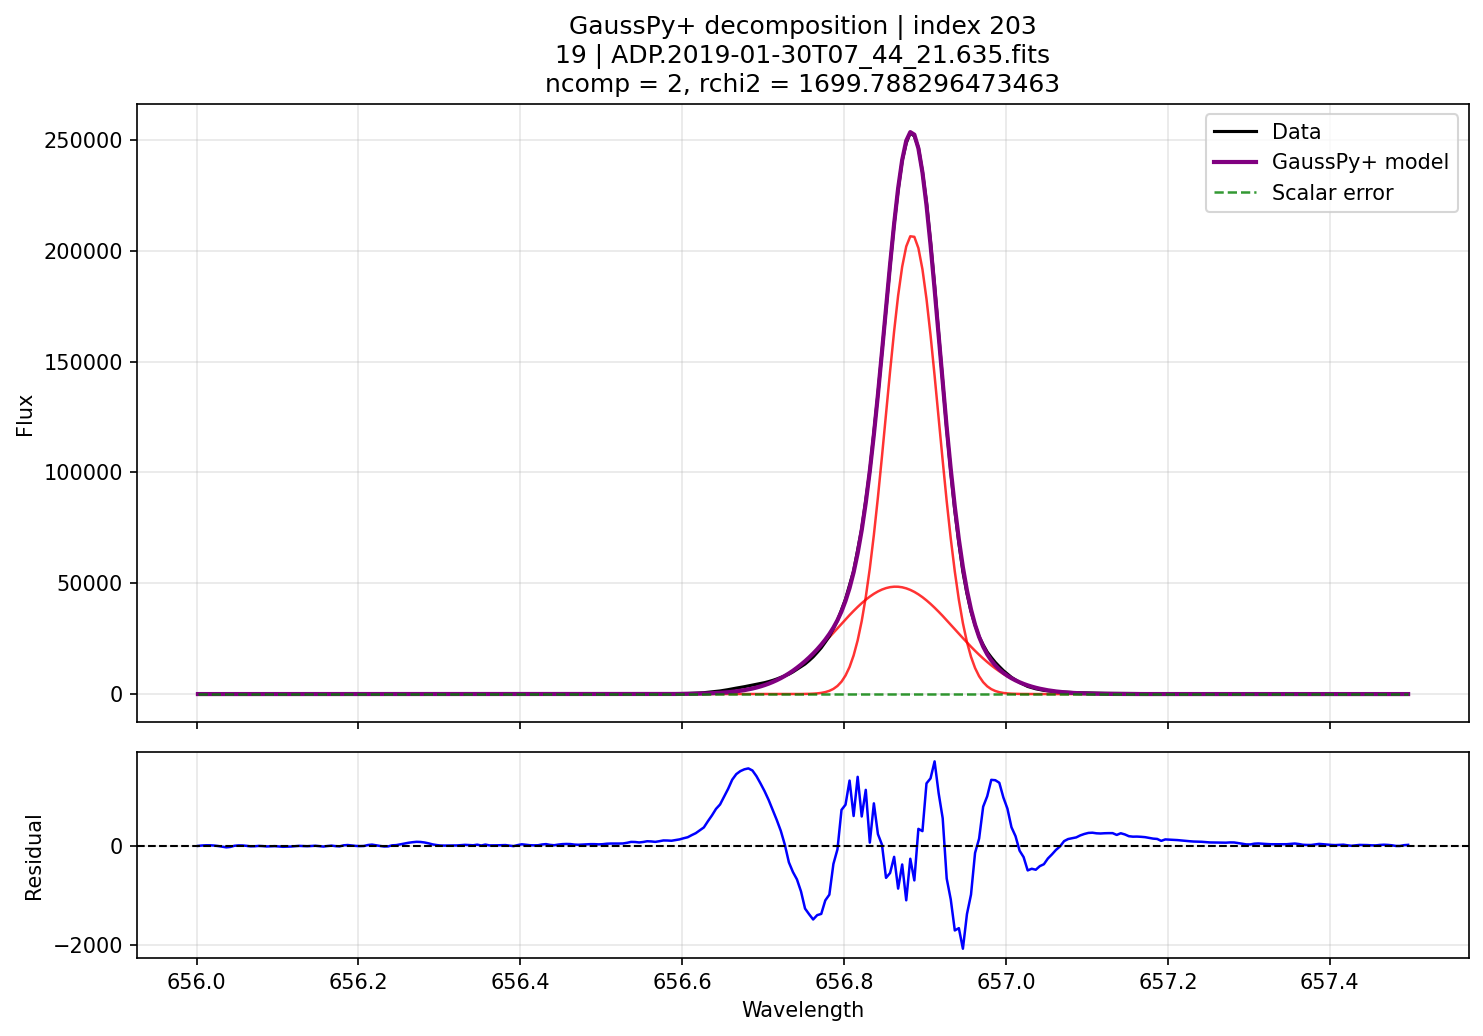 GaussPy+ decomposition | index 203
19 | ADP.2019-01-30T07_44_21.635.fits
ncomp = 2, rchi2 = 1699.788296473463
Data
GaussPy+ model
Scalar error
Flux
250000
200000
150000
100000
50000
0
Residual
0
−2000
656.0
656.2
656.4
656.6
656.8
657.0
657.2
657.4
Wavelength